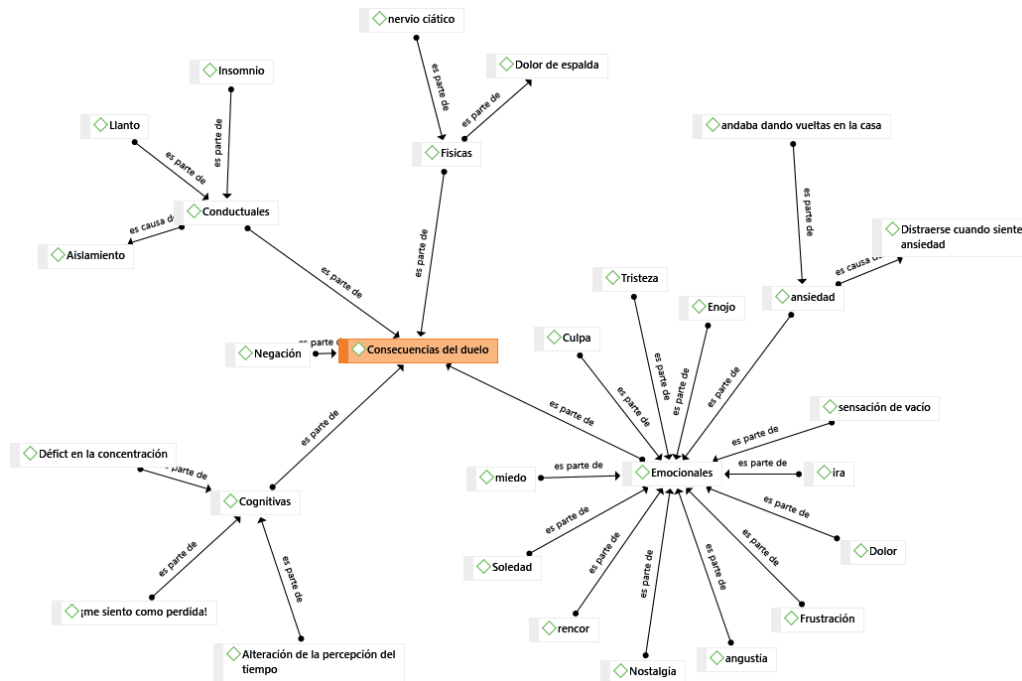 nervio ciático
Dolor de espalda
Insomnio
es parte de
es parte de
Llanto
andaba dando vueltas en la casa
es parte de
es parte de
Fisicas
Conductuales
es causa d
es parte de
Distraerse cuando siente
ansiedad
Aislamiento
es parte de
es parte de
es causa d
Tristeza
ansiedad
Enojo
Culpa
es parte de
Consecuencias del duelo
Negación
es parte de
es parte de
es parte de
es parte de
es parte de
sensación de vacío
es parte de
es parte de
es parte de
Défict en la concentración
es parte de
es parte de
es parte de
miedo
Emocionales
ira
Cognitivas
es parte de
es parte de
es parte de
es parte de
es parte de
es parte de
Dolor
Soledad
es parte de
es parte de
es parte de
¡me siento como perdida!
Frustración
rencor
Alteración de la percepción del
tiempo
Nostalgia
angustia